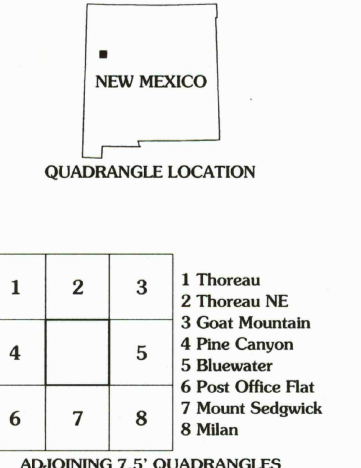 NEW MEXICO
QUADRANGLE LOCATION
1 2 3
4 5
6 7 8
1 Thoreau
2 Thoreau NE
3 Goat Mountain
4 Pine Canyon
5 Bluewater
6 Post Office Flat
7 Mount Sedgwick
8 Milan
ADJOINING 7.5' QUADRANGLES